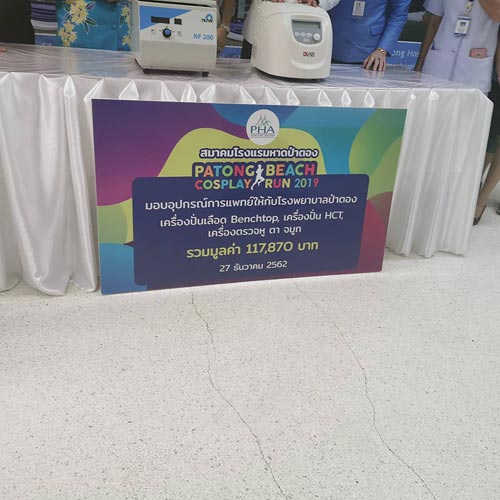 nüve
NF 200
DLAB
PHA
สมาคมโรงแรมหาดป่าตอง
PATONG BEACH
COSPLAY RUN 2019
มอบอุปกรณ์การแพทย์ให้กับโรงพยาบาลป่าตอง
เครื่องปั่นเลือด Benchtop, เครื่องปั่น HCT,
เครื่องตรวจหู ตา จมูก
รวมมูลค่า 117,870 บาท
27 ธันวาคม 2562